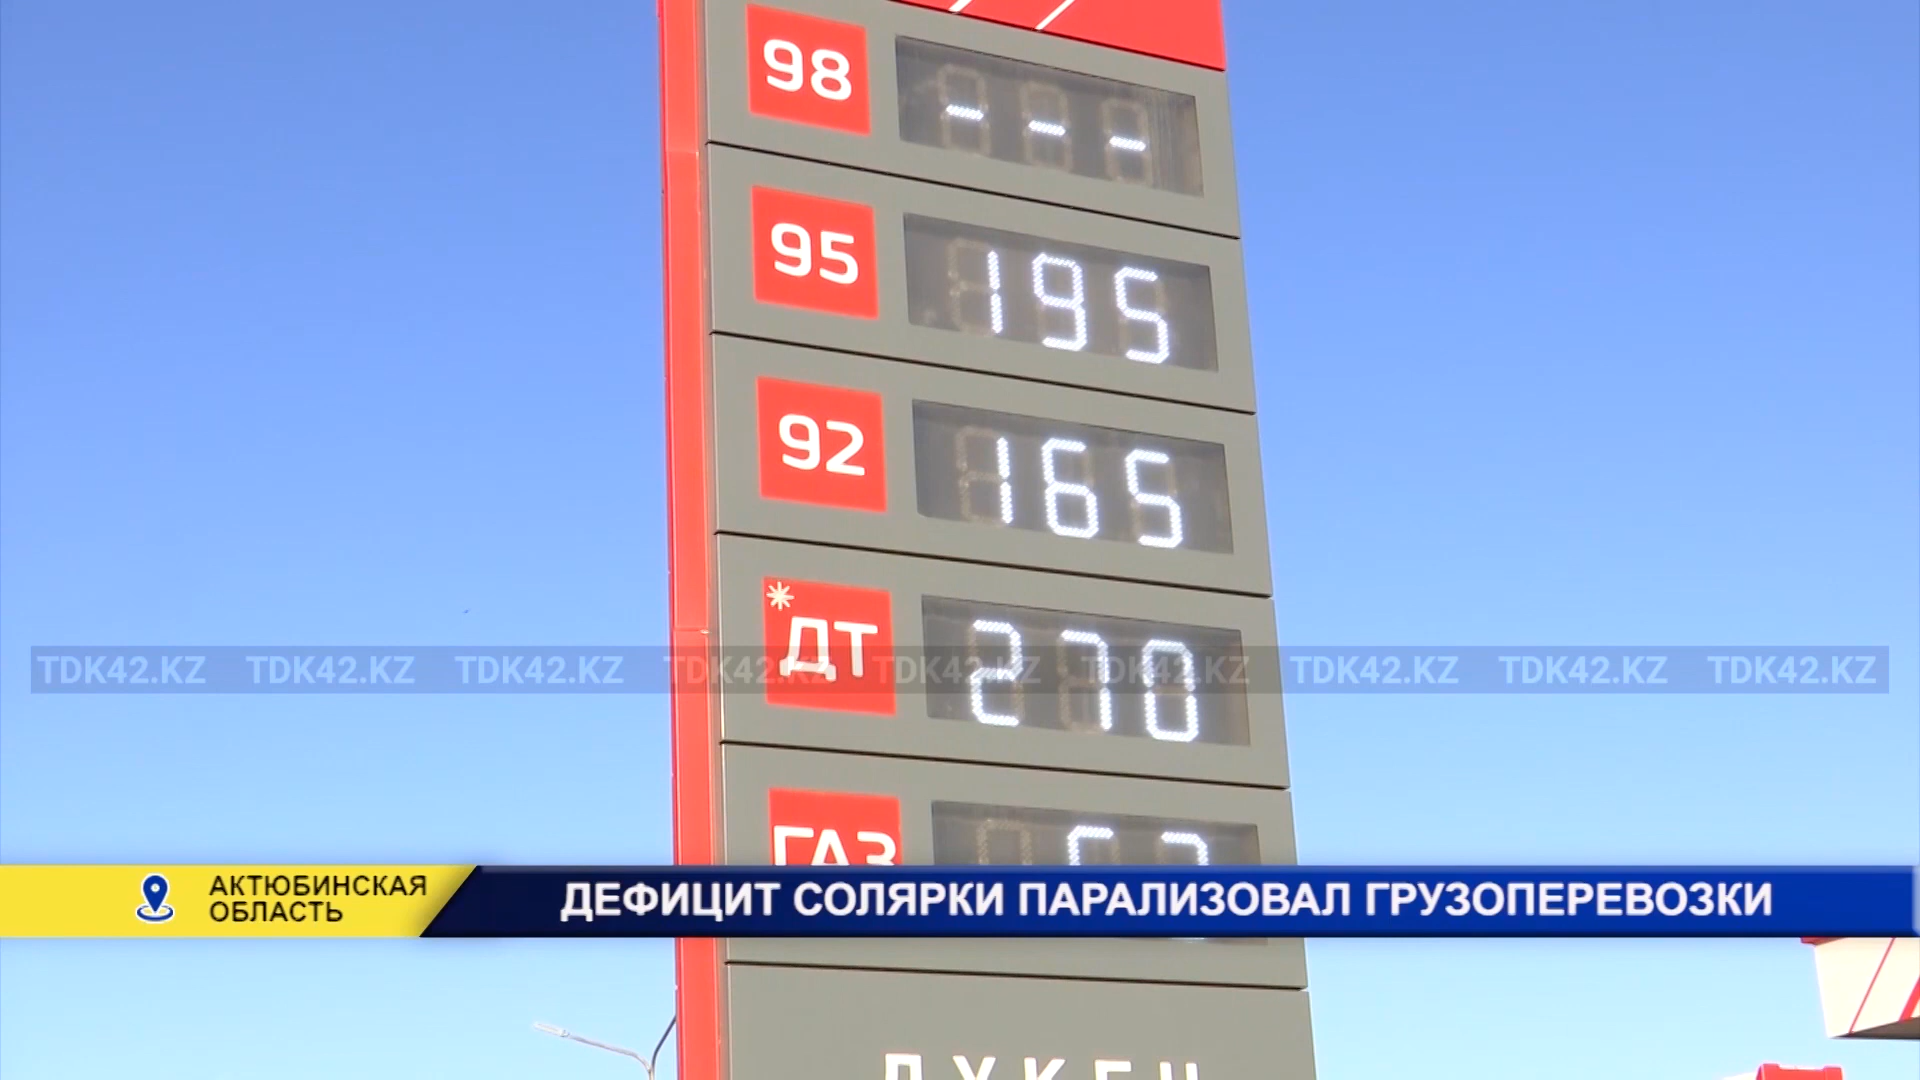 98
- - -
95
195
92
165
ДТ
270
TDK42.KZ TDK42.KZ TDK42.KZ TDK42.KZ TDK42.KZ TDK42.KZ TDK42.KZ TDK42.KZ TDK42.KZ
ГАЗ
АКТЮБИНСКАЯ
ОБЛАСТЬ
ДЕФИЦИТ СОЛЯРКИ ПАРАЛИЗОВАЛ ГРУЗОПЕРЕВОЗКИ